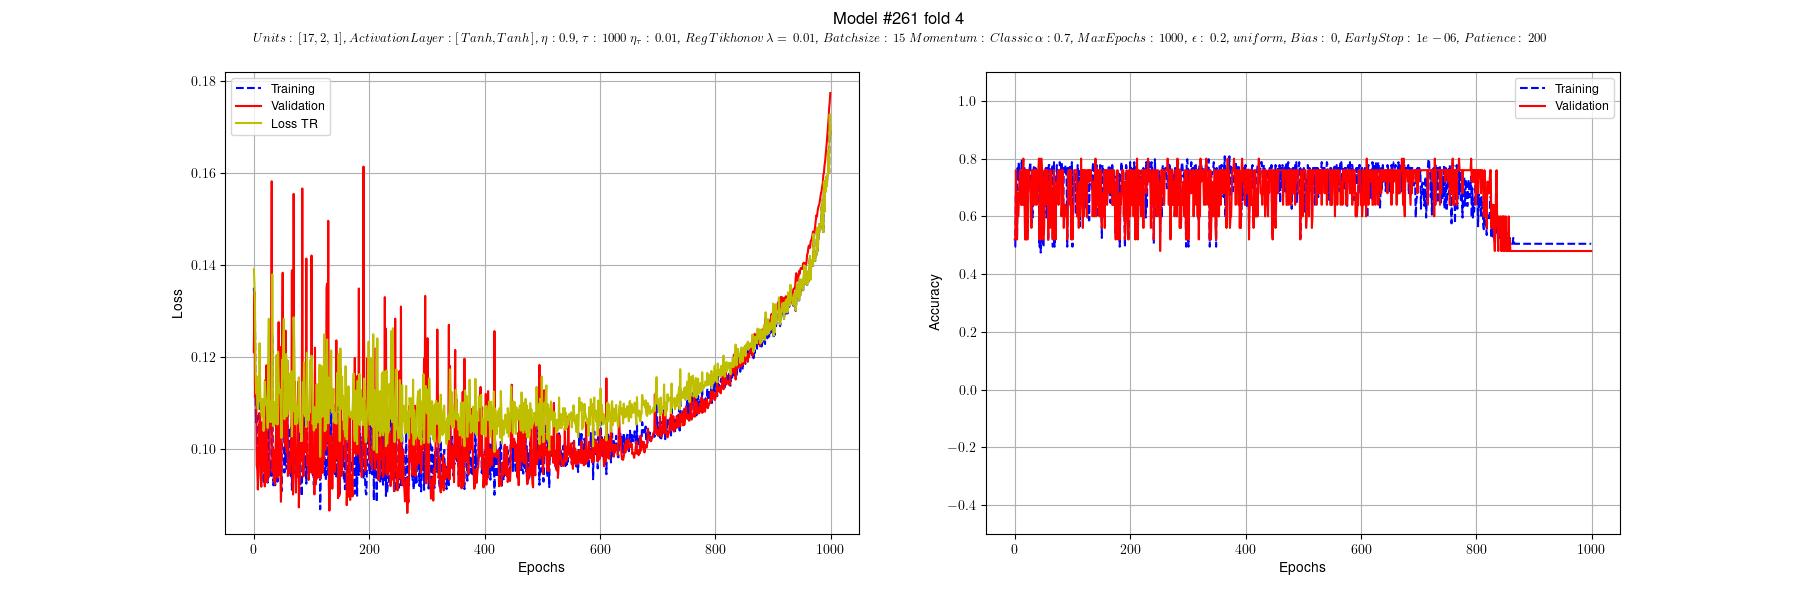 Model #261 fold 4
Units : [17, 2, 1], ActivationLayer : [Tanh, Tanh], η : 0.9, τ : 1000 ητ : 0.01, RegTikhonov λ = 0.01, Batchsize : 15 Momentum : Classic α : 0.7, MaxEpochs : 1000, ϵ : 0.2, uniform, Bias : 0, EarlyStop : 1e − 06, Patience : 200
Loss
0.18
0.16
0.14
0.12
0.10
Training
Validation
Loss TR
0 200 400 600 800 1000
Epochs
Accuracy
1.0
0.8
0.6
0.4
0.2
0.0
−0.2
−0.4
Training
Validation
0 200 400 600 800 1000
Epochs